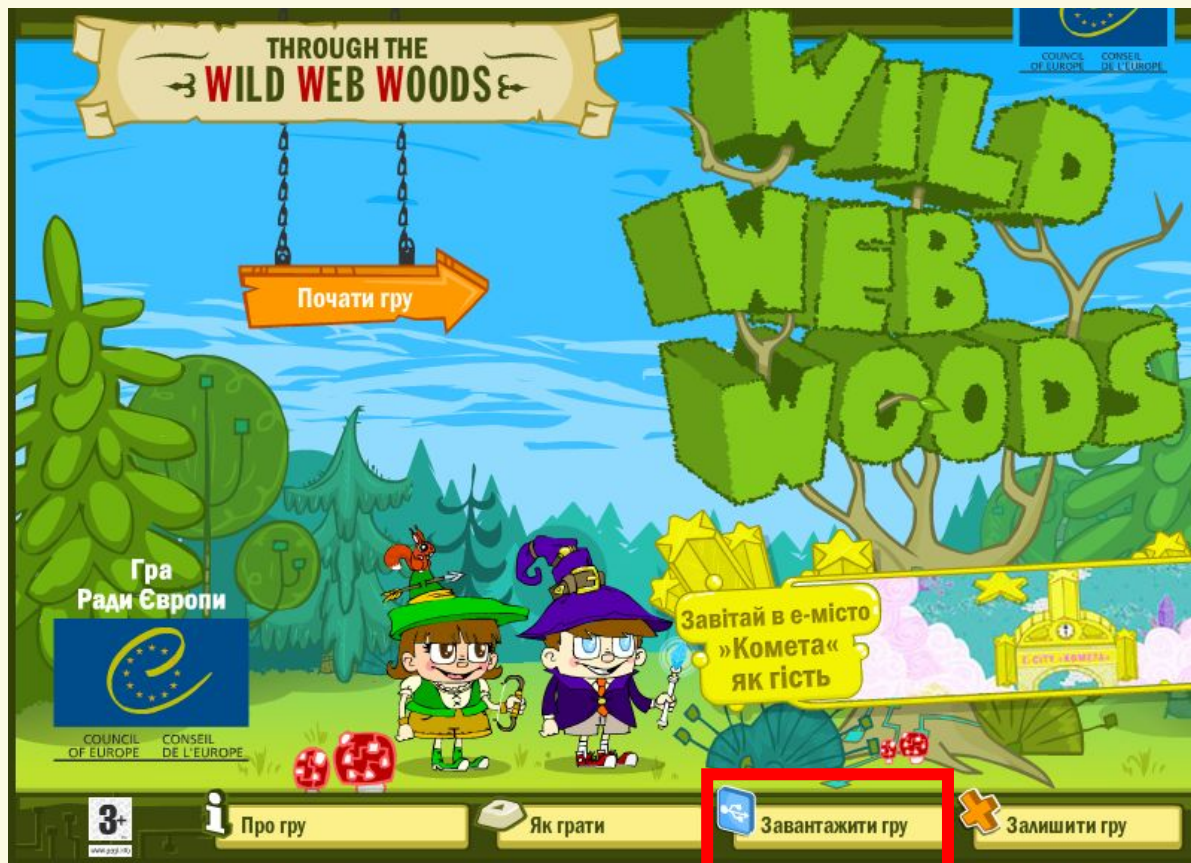 THROUGH THE
WILD WEB WOODS
COUNCIL CONSEIL
OF EUROPE DE L'EUROPE
WILD
WEB
WOODS
Почати гру
Гра
Ради Європи
COUNCIL CONSEIL
OF EUROPE DE L'EUROPE
Завітай в е-місто
»Комета«
як гість
E-CITY «KOMETA»
3+
Про гру
Як грати
Завантажити гру
Залишити гру